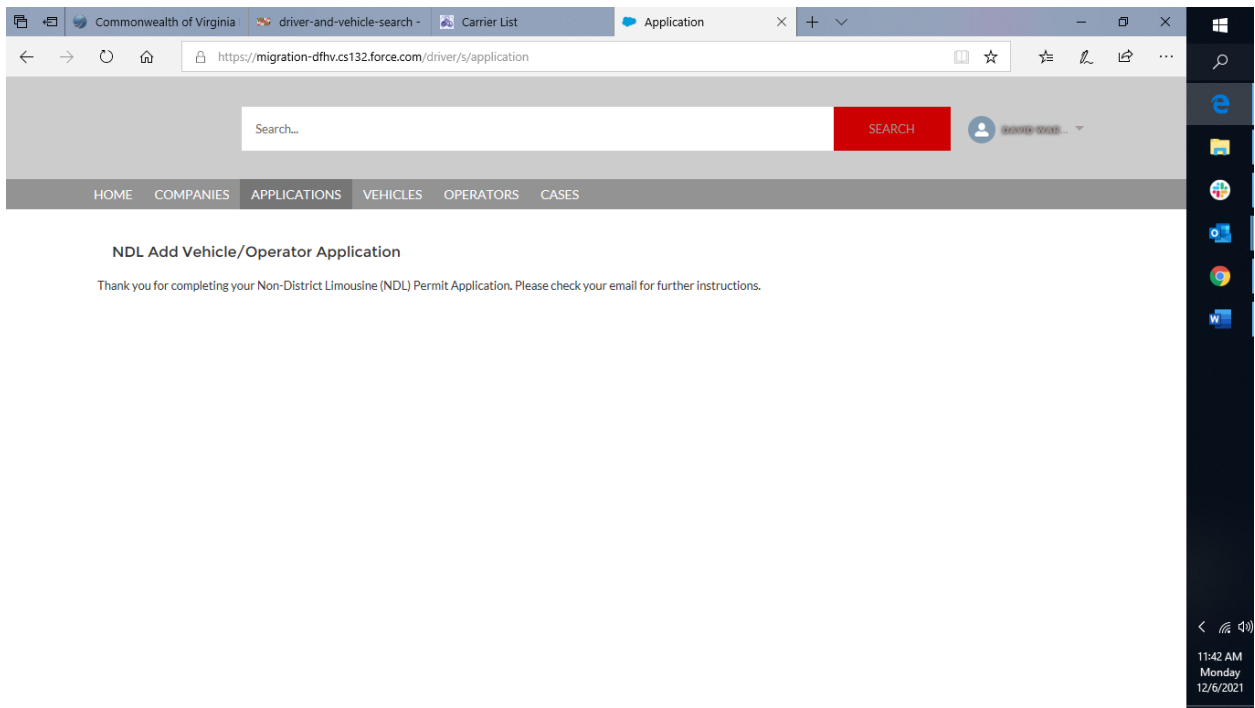 Commonwealth of Virginia
driver-and-vehicle-search -
Carrier List
Application
https://migration-dfhv.cs132.force.com/driver/s/application
Search...
SEARCH
HOME COMPANIES APPLICATIONS VEHICLES OPERATORS CASES
NDL Add Vehicle/Operator Application
Thank you for completing your Non-District Limousine (NDL) Permit Application. Please check your email for further instructions.
11:42 AM
Monday
12/6/2021